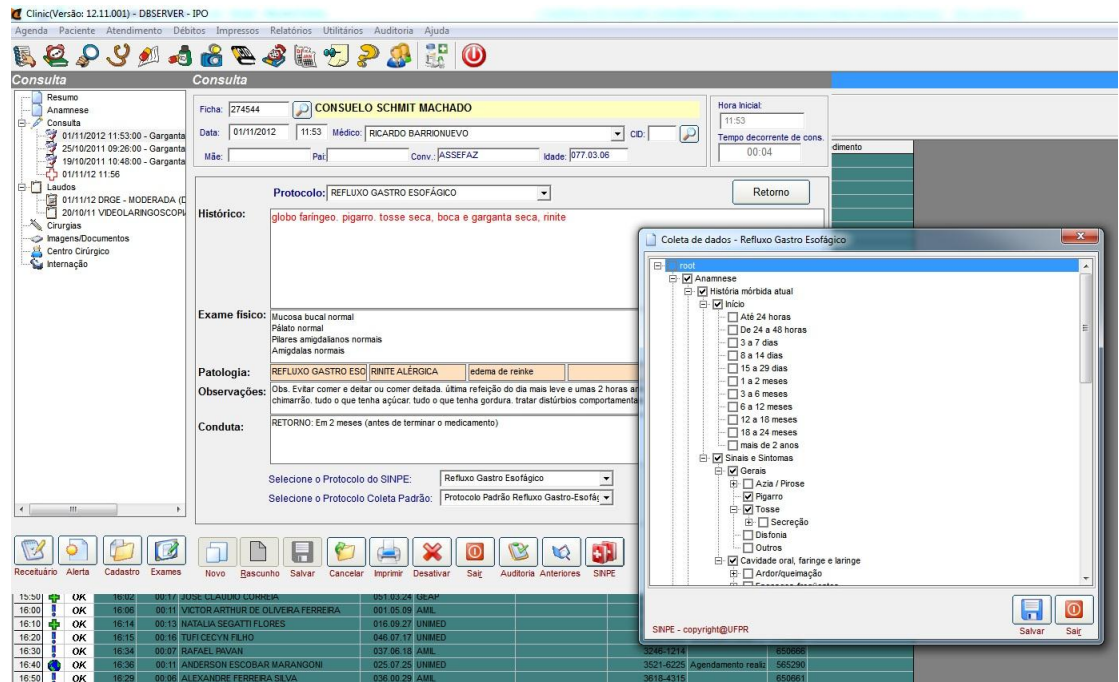 Clinic(Versão: 12.11.001) - DBSERVER - IPO
Agenda Paciente Atendimento Débitos Impressos Relatórios Utilitários Auditoria Ajuda
Consulta
Resumo
Anamnese
Consulta
01/11/2012 11:53:00 - Garganta
25/10/2011 09:26:00 - Garganta
19/10/2011 10:48:00 - Garganta
01/11/12 11:56
Laudos
01/11/12 DRGE - MODERADA (D
20/10/11 VIDEOLARINGOSCOPI
Cirurgias
Imagens/Documentos
Centro Cirúrgico
Internação
Receituário Alerta Cadastro Exames
Consulta
Ficha: 274544 CONSUELO SCHMIT MACHADO
Data: 01/11/2012 11:53 Médico: RICARDO BARRIONUEVO CID:
Mãe: Pai: Conv.: ASSEFAZ Idade: 077.03.06
Hora Inicial:
11:53
Tempo decorrente de cons.
00:04
dimento
Protocolo: REFLUXO GASTRO ESOFÁGICO Retorno
Histórico: globo faríngeo. pigarro. tosse seca, boca e garganta seca, rinite
Exame físico: Mucosa bucal normal
Pálato normal
Pilares amigdalianos normais
Amigdalas normais
Patologia: REFLUXO GASTRO ESO RINITE ALÉRGICA edema de reinke
Observações: Obs. Evitar comer e deitar ou comer deitada. última refeição do dia mais leve e umas 2 horas
chimarrão. tudo o que tenha açúcar. tudo o que tenha gordura. tratar distúrbios
Conduta: RETORNO: Em 2 meses (antes de terminar o medicamento)
Selecione o Protocolo do SINPE: Refluxo Gastro Esofágico
Selecione o Protocolo Coleta Padrão: Protocolo Padrão Refluxo
Novo Rascunho Salvar Cancelar Imprimir Desativar Sair Auditoria Anteriores SINPE
Coleta de dados - Refluxo Gastro Esofágico
root
Anamnese
História mórbida atual
Início
Até 24 horas
De 24 a 48 horas
3 a 7 dias
8 a 14 dias
15 a 29 dias
1 a 2 meses
3 a 6 meses
6 a 12 meses
12 a 18 meses
18 a 24 meses
mais de 2 anos
Sinais e Sintomas
Gerais
Azia / Pirose
Pigarro
Tosse
Secreção
Disfonia
Outros
Cavidade oral, faringe e laringe
Ardor/queimação
SINPE - copyright@UFPR
Salvar Sair
15:50 OK 16:02 00:17 JOSE CLAUDIO CORREIA 051.03.24 GEAP
16:00 OK 16:06 00:11 VICTOR ARTHUR DE OLIVEIRA FERREIRA 001.05.09 AMIL
16:10 OK 16:14 00:13 NATALIA SEGATTI FLORES 016.09.27 UNIMED
16:20 OK 16:15 00:16 TUFI CECYN FILHO 046.07.17 UNIMED
16:30 OK 16:34 00:07 RAFAEL PAVAN 037.06.18 AMIL 3246-1214 650666
16:40 OK 16:36 00:11 ANDERSON ESCOBAR MARANGONI 025.07.25 UNIMED 3521-6225 Agendamento realiz 565290
16:50 OK 16:29 00:06 ALEXANDRE FERREIRA SILVA 036.00.29 AMIL 3618-4315 650661